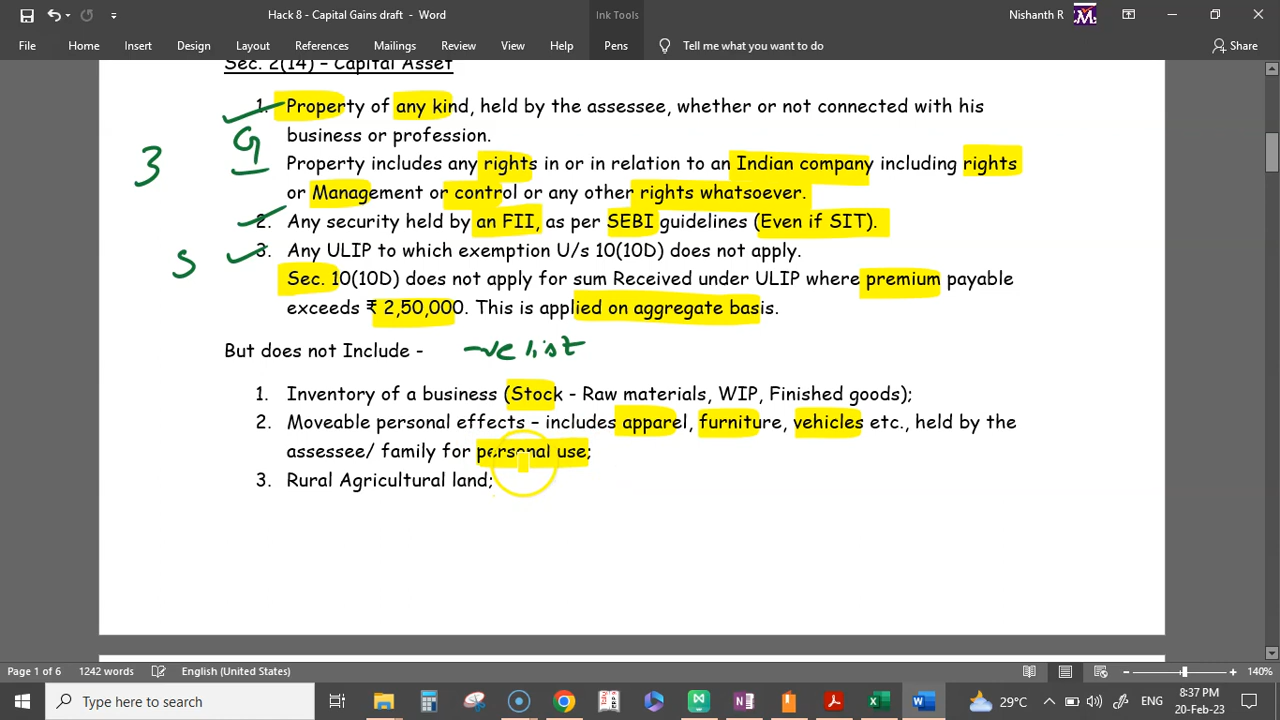 Hack 8 - Capital Gains draft - Word
Ink Tools
Nishanth R
File Home Insert Design Layout References Mailings Review View Help Pens Tell me what you want to do Share
Sec. 2(14) – Capital Asset
1. Property of any kind, held by the assessee, whether or not connected with his
business or profession.
G
3
Property includes any rights in or in relation to an Indian company including rights
or Management or control or any other rights whatsoever.
2. Any security held by an FII, as per SEBI guidelines (Even if SIT).
S
3. Any ULIP to which exemption U/s 10(10D) does not apply.
Sec. 10(10D) does not apply for sum Received under ULIP where premium payable
exceeds ₹ 2,50,000. This is applied on aggregate basis.
But does not Include - -ve list
1. Inventory of a business (Stock - Raw materials, WIP, Finished goods);
2. Moveable personal effects – includes apparel, furniture, vehicles etc., held by the
assessee/ family for personal use;
3. Rural Agricultural land;
Page 1 of 6 1242 words English (United States) 140%
Type here to search 29°C ENG 8:37 PM
20-Feb-23